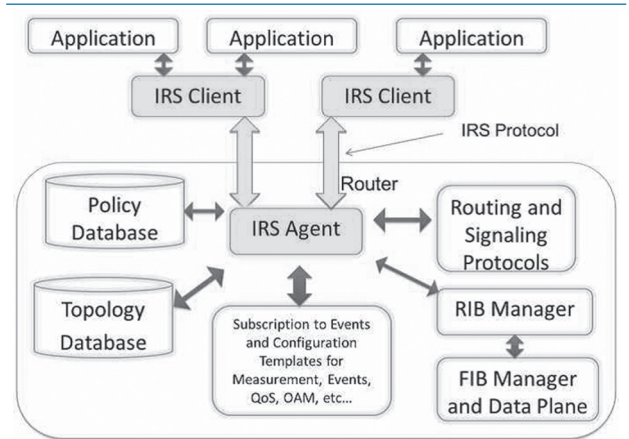 Application
Application
Application
IRS Client
IRS Client
IRS Protocol
Router
Policy
Database
IRS Agent
Routing and
Signaling
Protocols
Topology
Database
Subscription to Events
and Configuration
Templates for
Measurement, Events,
QoS, OAM, etc...
RIB Manager
FIB Manager
and Data Plane